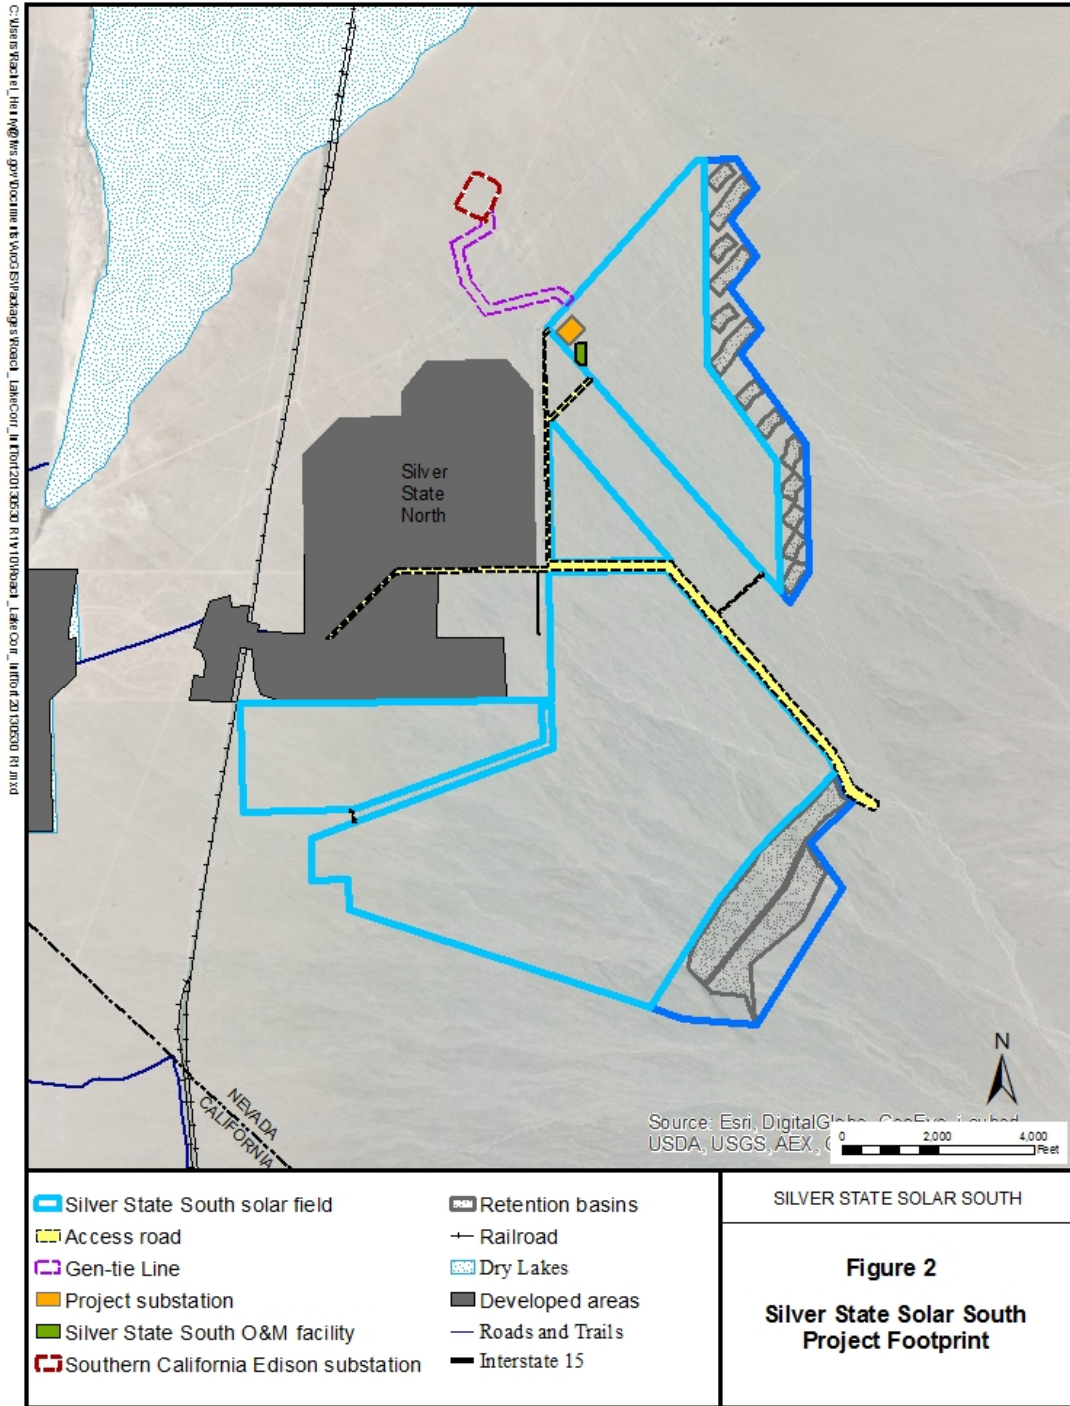 Silver
State
North
NEVADA
CALIFORNIA
N
Source: Esri, DigitalGlobe, GeoEye, i-cubed,
USDA, USGS, AEX,
0 2,000 4,000
Feet
Silver State South solar field
Access road
Gen-tie Line
Project substation
Silver State South O&M facility
Southern California Edison substation
Retention basins
Railroad
Dry Lakes
Developed areas
Roads and Trails
Interstate 15
SILVER STATE SOLAR SOUTH
Figure 2
Silver State Solar South
Project Footprint